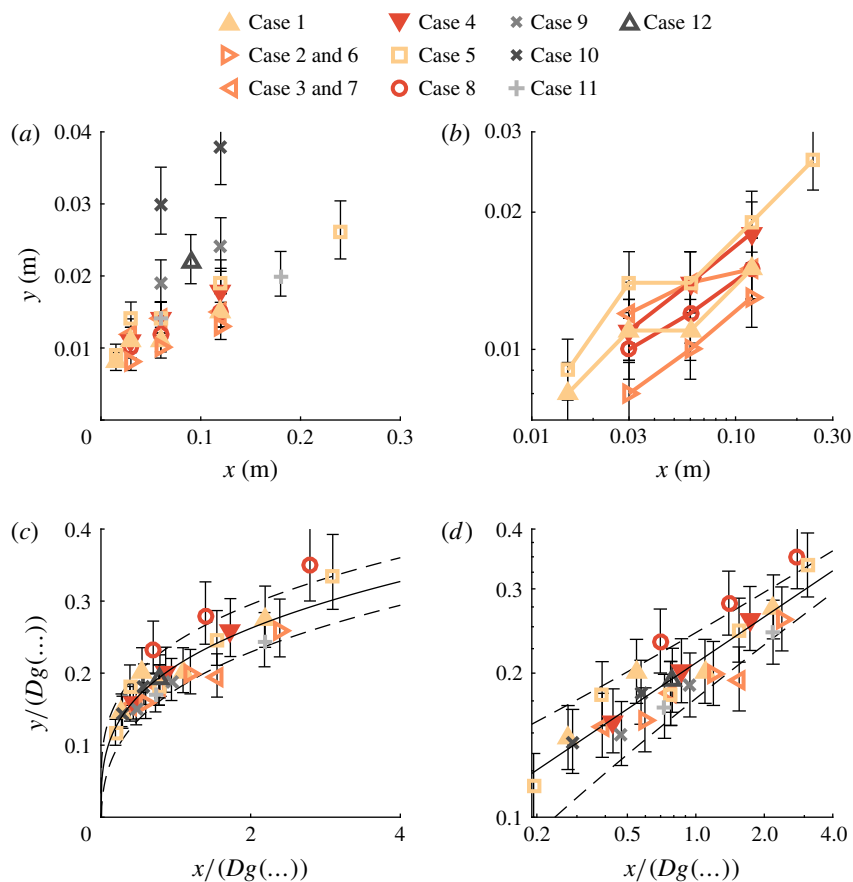 Case 1 Case 4 Case 9 Case 12
Case 2 and 6 Case 5 Case 10
Case 3 and 7 Case 8 Case 11
(a) (b)
0.04
0.03
0.02
0.01
y (m)
0 0.1 0.2 0.3
x (m)
0.03
0.02
0.01
0.01 0.03 0.10 0.30
x (m)
(c) (d)
0.4
0.3
0.2
0.1
y/(Dg(...))
0 2 4
x/(Dg(...))
0.4
0.3
0.2
0.1
0.2 0.5 1.0 2.0 4.0
x/(Dg(...))